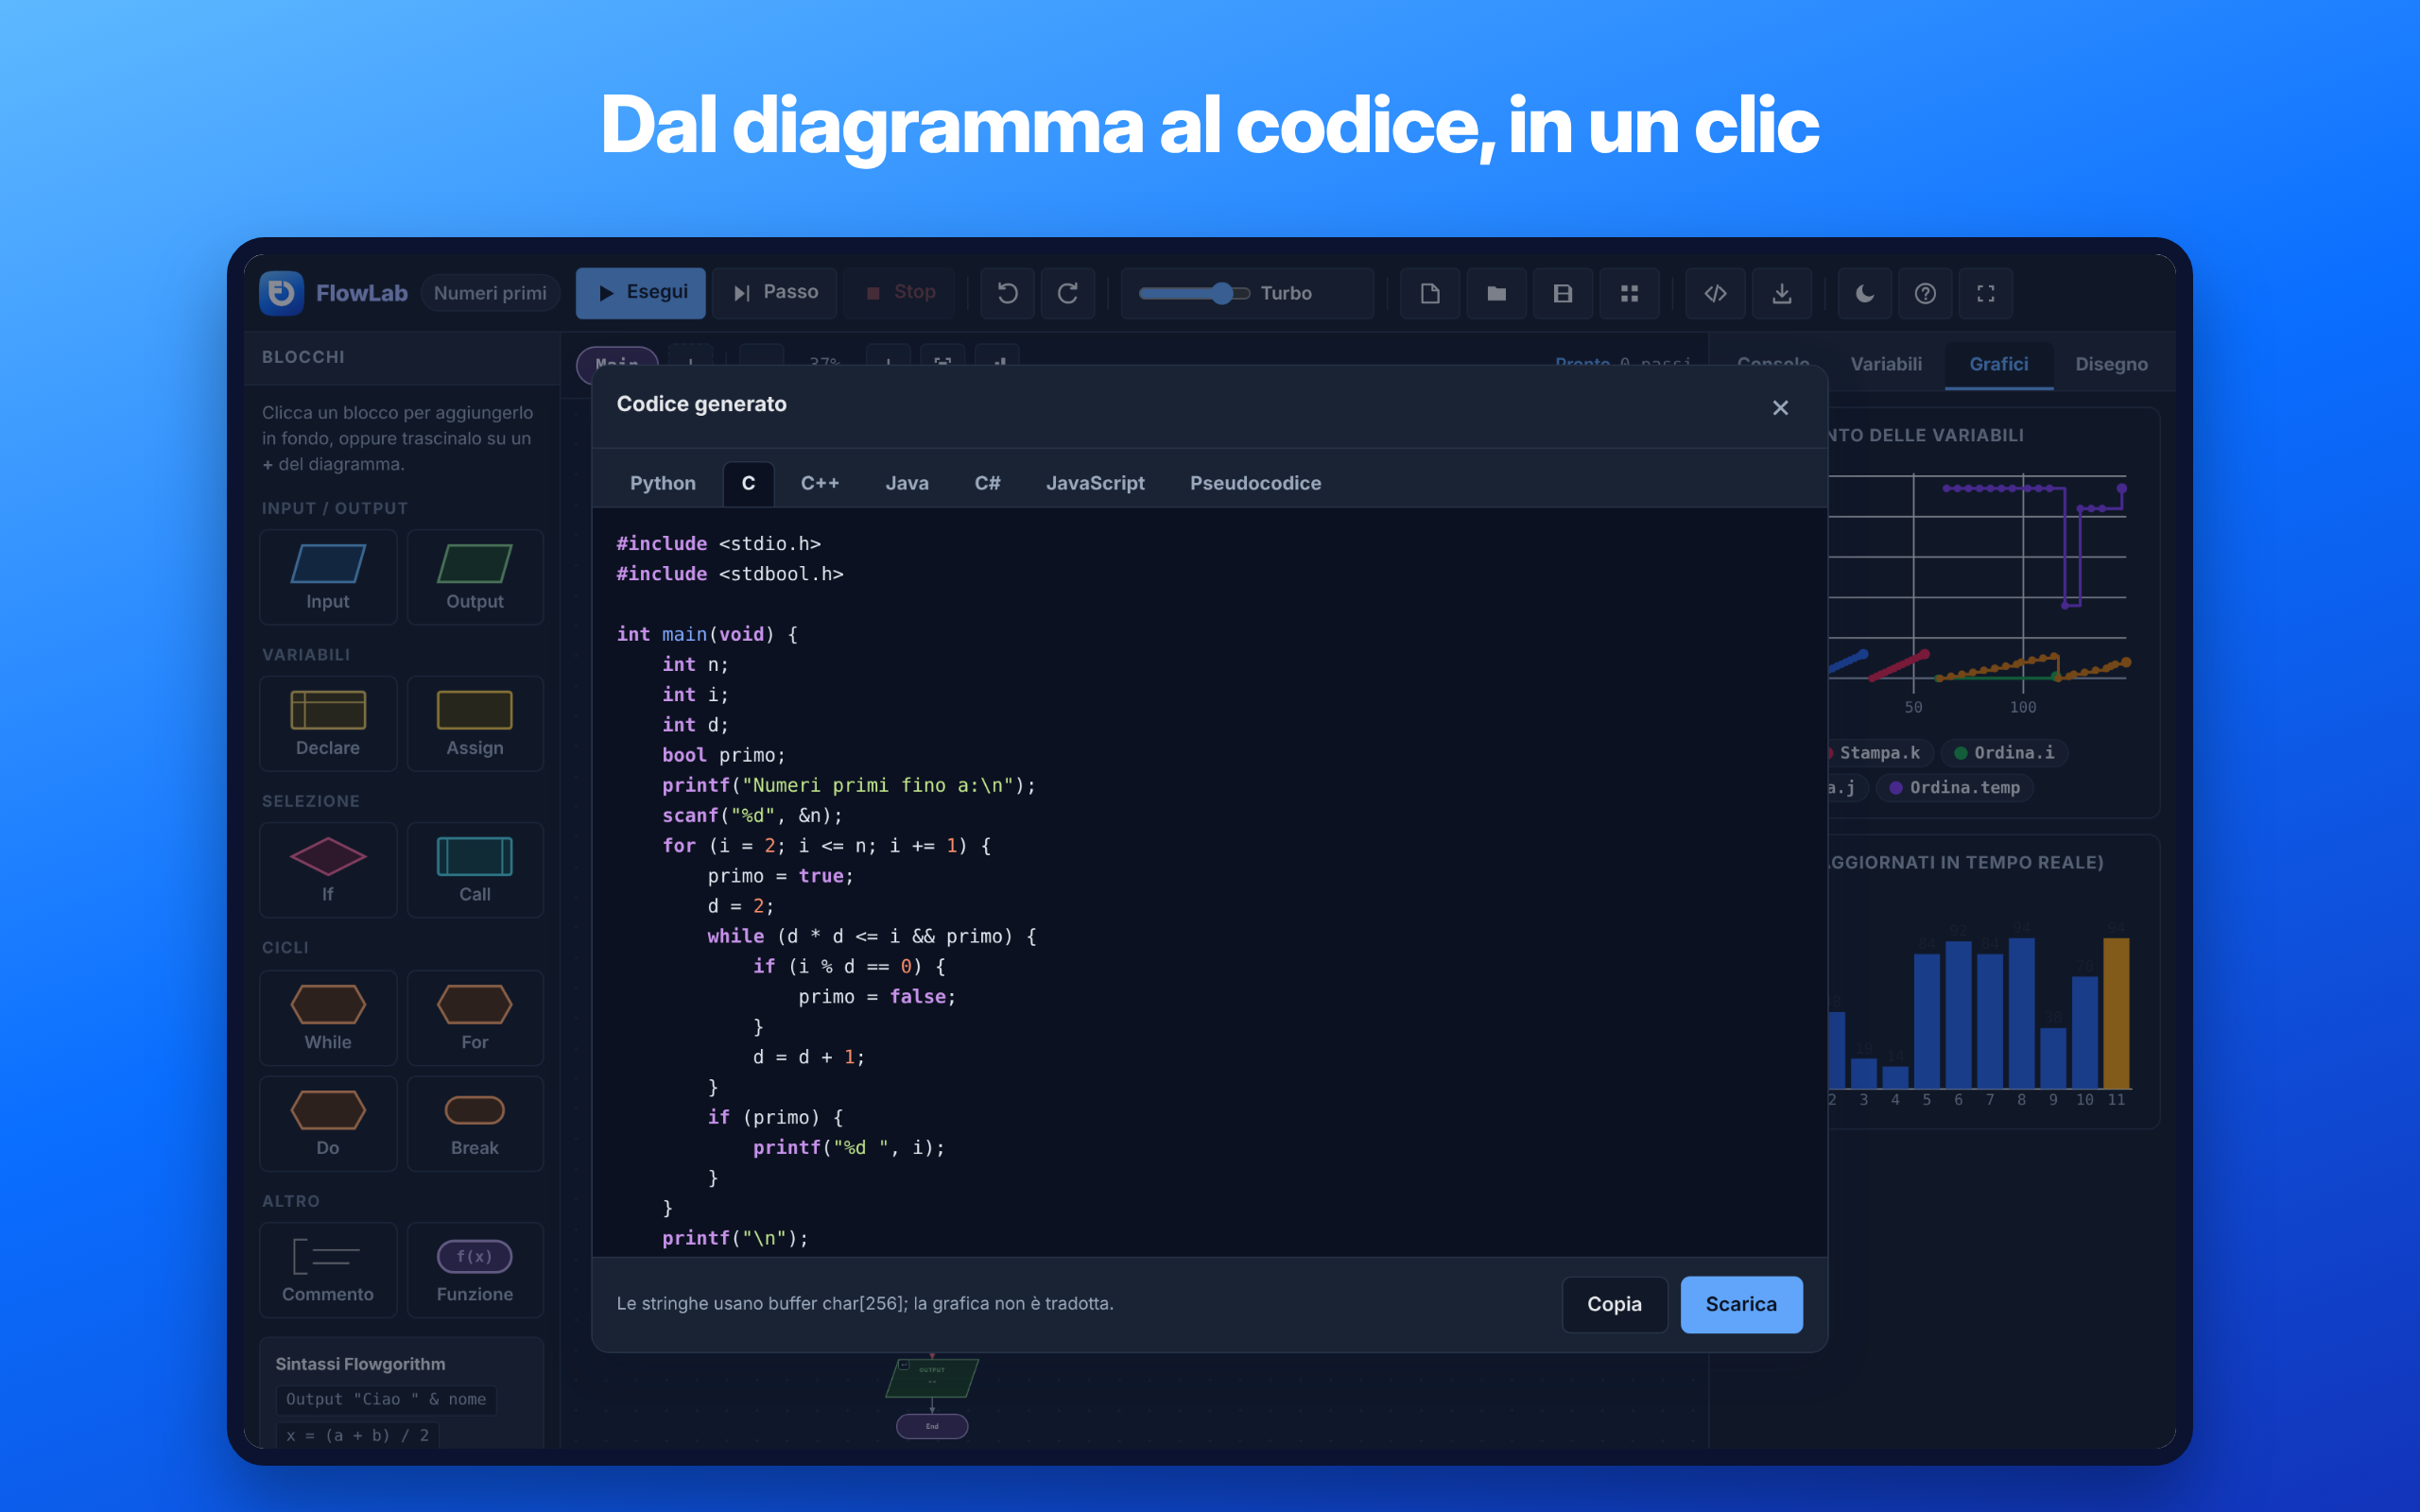 Dal diagramma al codice, in un clic
FlowLab
Numeri primi
Esegui
Passo
Stop
Turbo
BLOCCHI
Clicca un blocco per aggiungerlo
in fondo, oppure trascinalo su un
+ del diagramma.
INPUT / OUTPUT
Input
Output
VARIABILI
Declare
Assign
SELEZIONE
If
Call
CICLI
While
For
Do
Break
ALTRO
Commento
f(x)
Funzione
Sintassi Flowgorithm
Output "Ciao " & nome
x = (a + b) / 2
Codice generato
Python
C
C++
Java
C#
JavaScript
Pseudocodice
#include <stdio.h>
#include <stdbool.h>
int main(void) {
int n;
int i;
int d;
bool primo;
printf("Numeri primi fino a:\n");
scanf("%d", &n);
for (i = 2; i <= n; i += 1) {
primo = true;
d = 2;
while (d * d <= i && primo) {
if (i % d == 0) {
primo = false;
}
d = d + 1;
}
if (primo) {
printf("%d ", i);
}
}
printf("\n");
Le stringhe usano buffer char[256]; la grafica non è tradotta.
Copia
Scarica
OUTPUT
End
Variabili
Grafici
Disegno
NTO DELLE VARIABILI
50
100
Stampa.k
Ordina.i
a.j
Ordina.temp
AGGIORNATI IN TEMPO REALE)
2 3 4 5 6 7 8 9 10 11